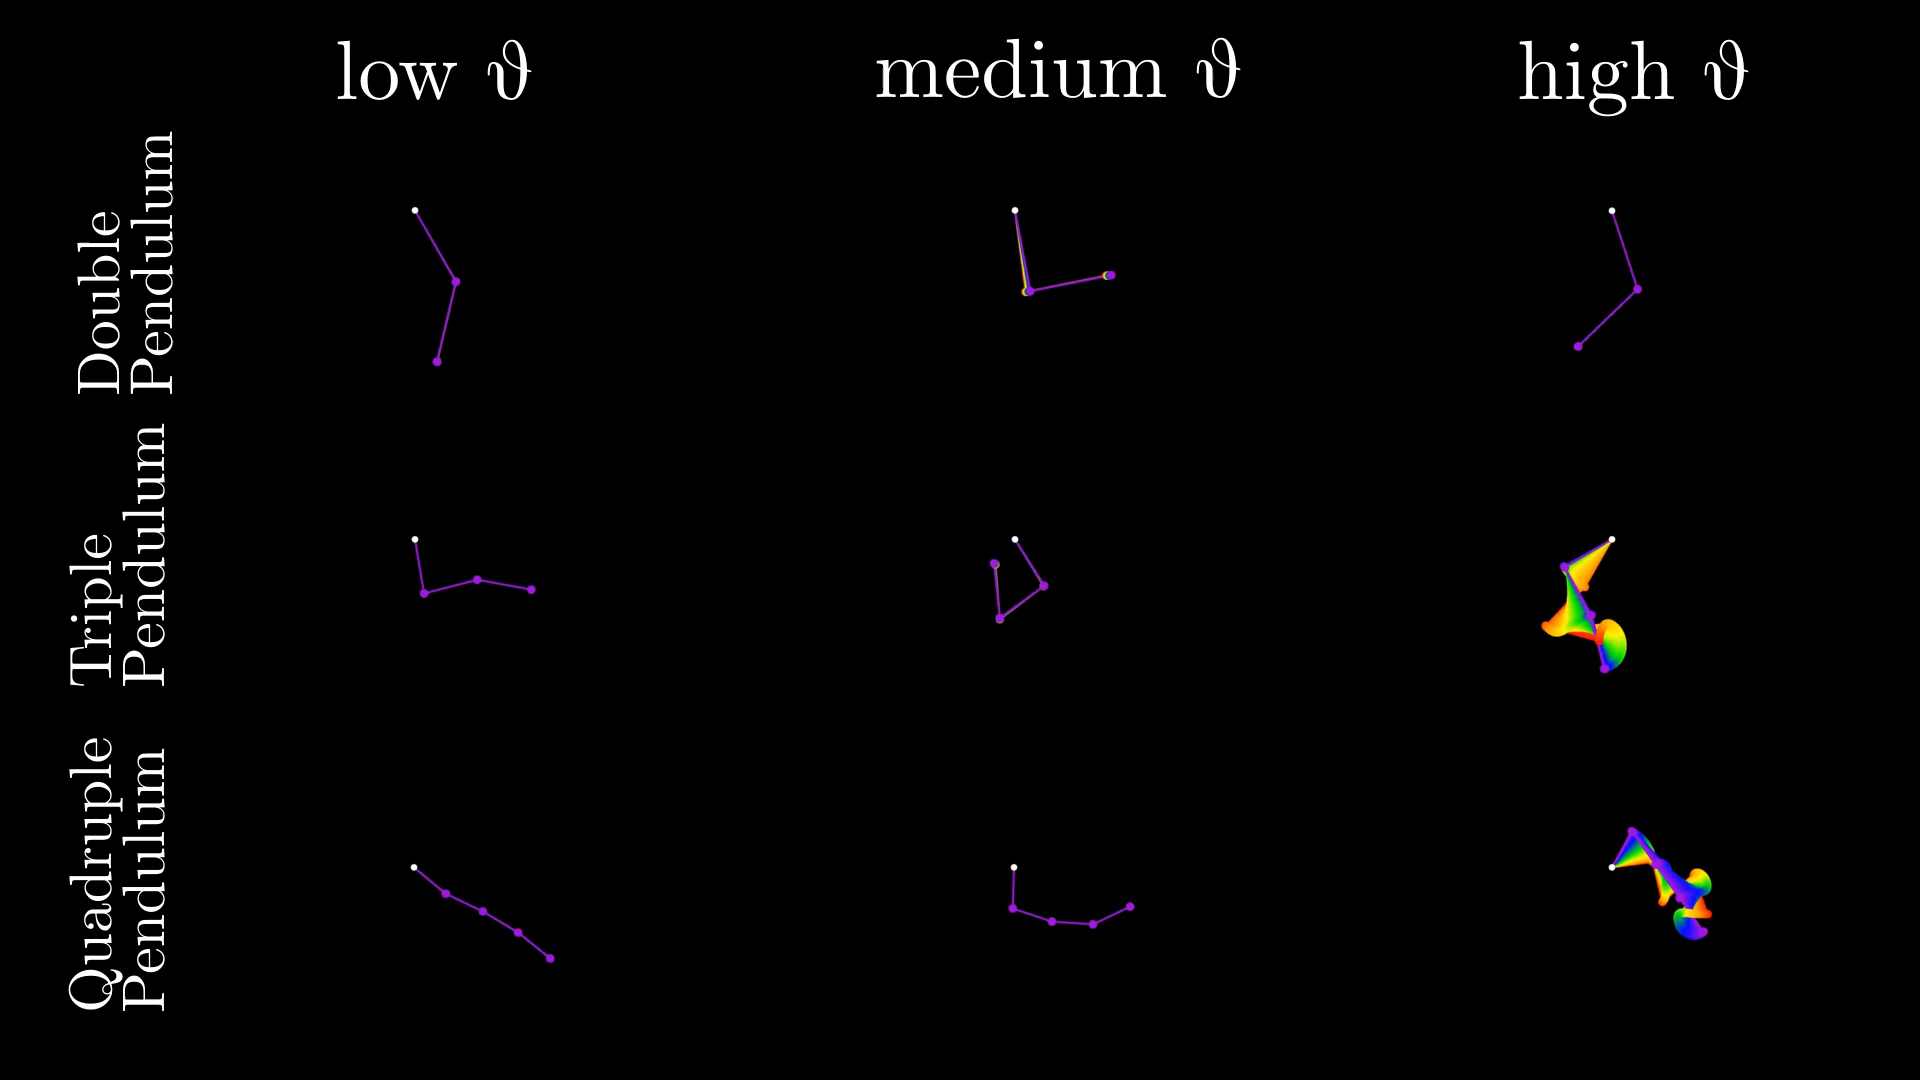 low ϑ
medium ϑ
high ϑ
Double
Pendulum
Triple
Pendulum
Quadruple
Pendulum